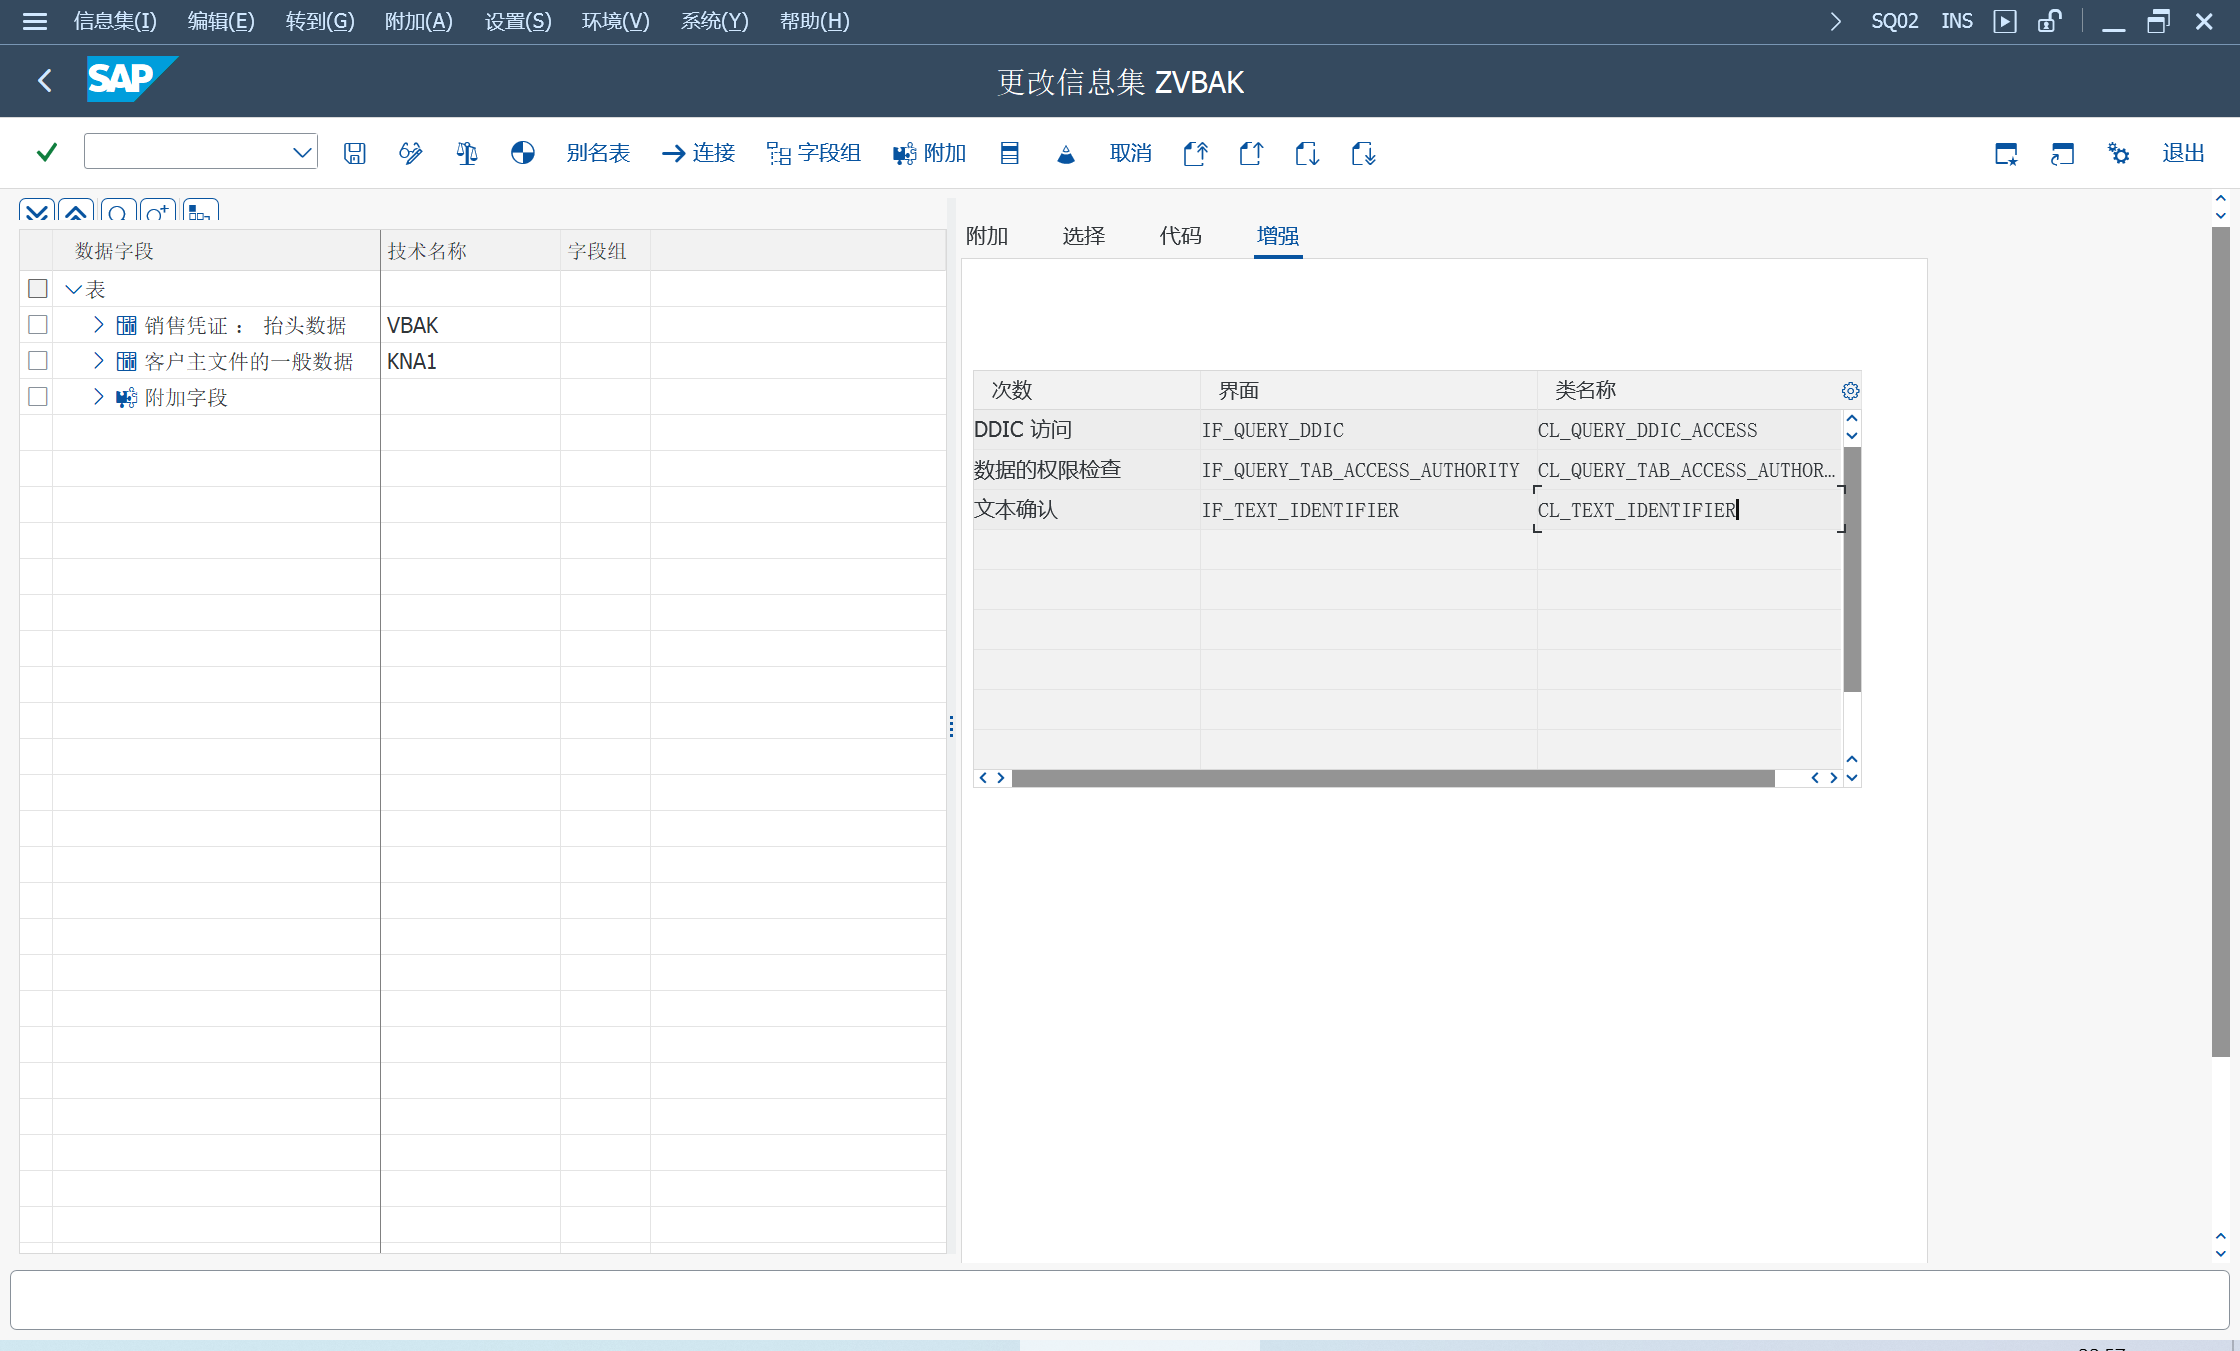 信息集(I) 编辑(E) 转到(G) 附加(A) 设置(S) 环境(V) 系统(Y) 帮助(H) SQ02 INS
SAP 更改信息集 ZVBAK
别名表 连接 字段组 附加 取消 退出
附加 选择 代码 增强
数据字段 技术名称 字段组
表
销售凭证： 抬头数据 VBAK
客户主文件的一般数据 KNA1
附加字段
次数 界面 类名称
DDIC 访问 IF_QUERY_DDIC CL_QUERY_DDIC_ACCESS
数据的权限检查 IF_QUERY_TAB_ACCESS_AUTHORITY CL_QUERY_TAB_ACCESS_AUTHOR...
文本确认 IF_TEXT_IDENTIFIER CL_TEXT_IDENTIFIER